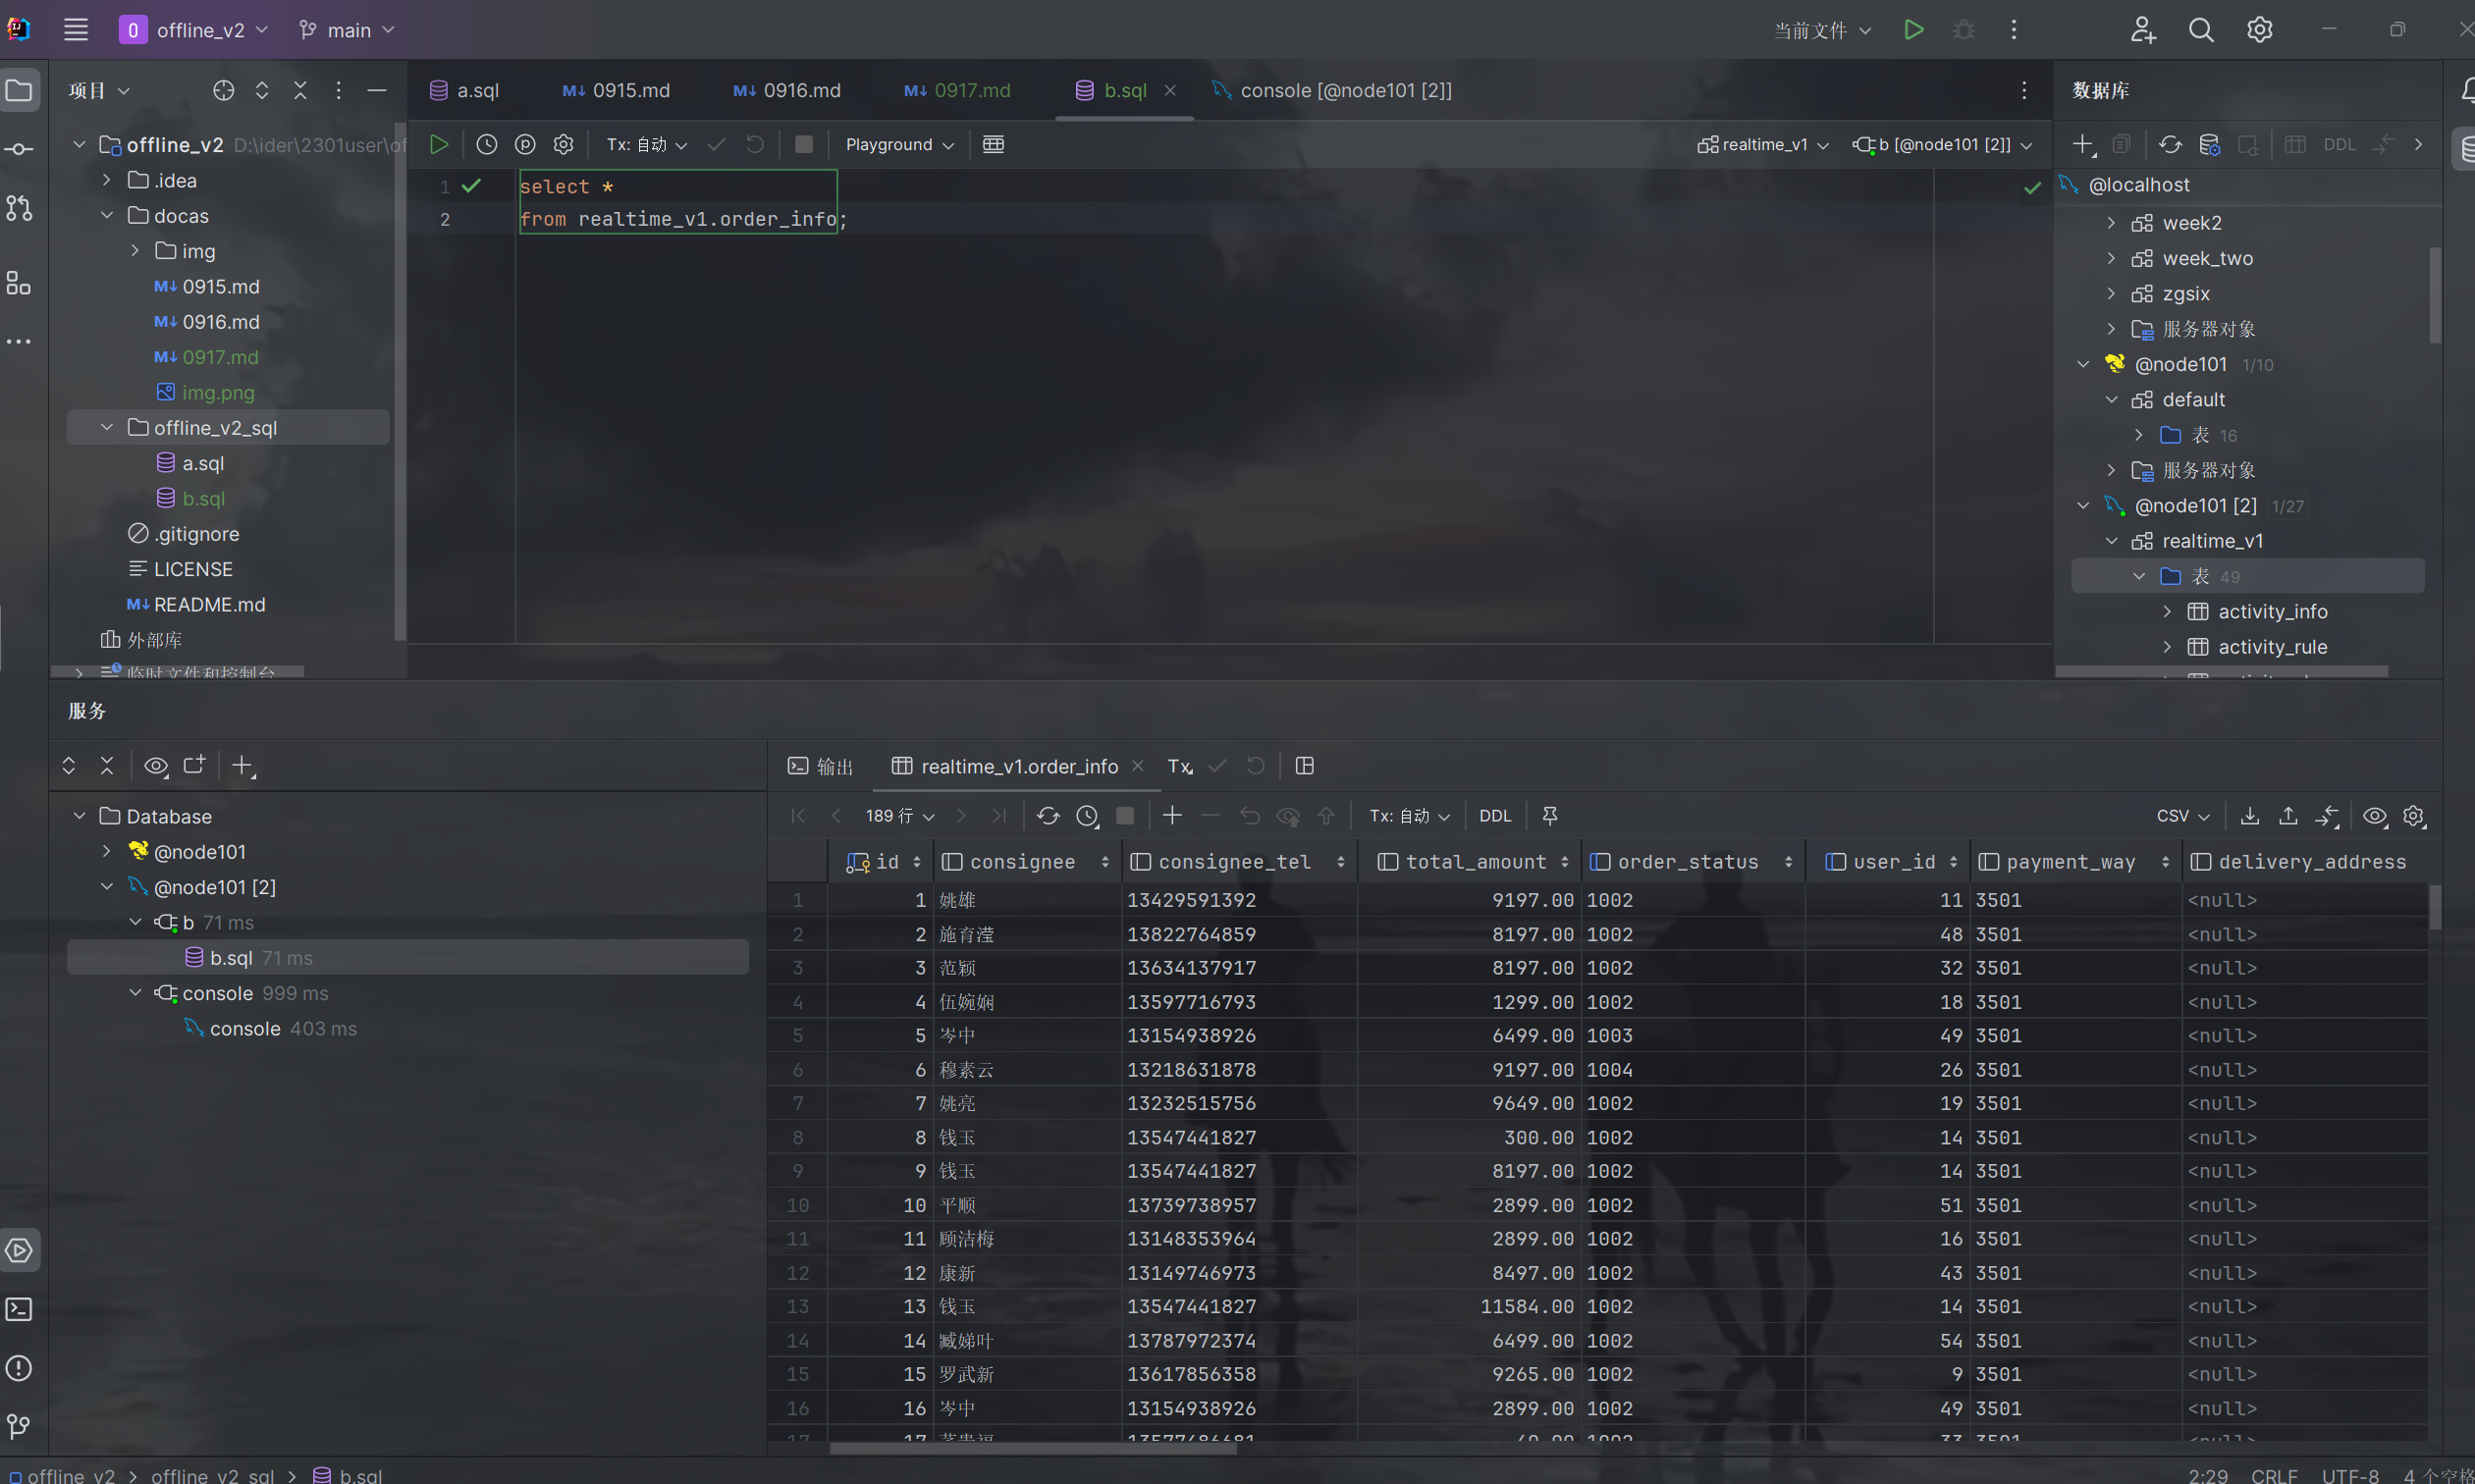 offline_v2 main 当前文件
项目
a.sql 0915.md 0916.md 0917.md b.sql console [@node101 [2]]
数据库
offline_v2 D:\ider\2301user\of
.idea
docas
img
0915.md
0916.md
0917.md
img.png
offline_v2_sql
a.sql
b.sql
.gitignore
LICENSE
README.md
外部库
临时文件和控制台
Tx: 自动 Playground realtime_v1 b [@node101 [2]]
1 select *
2 from realtime_v1.order_info;
DDL
@localhost
week2
week_two
zgsix
服务器对象
@node101 1/10
default
表 16
服务器对象
@node101 [2] 1/27
realtime_v1
表 49
activity_info
activity_rule
服务
Database
@node101
@node101 [2]
b 71 ms
b.sql 71 ms
console 999 ms
console 403 ms
输出 realtime_v1.order_info Tx
189 行 Tx: 自动 DDL CSV
id consignee consignee_tel total_amount order_status user_id payment_way delivery_address
1 1 姚雄 13429591392 9197.00 1002 11 3501 <null>
2 2 施育滢 13822764859 8197.00 1002 48 3501 <null>
3 3 范颖 13634137917 8197.00 1002 32 3501 <null>
4 4 伍婉娴 13597716793 1299.00 1002 18 3501 <null>
5 5 岑中 13154938926 6499.00 1003 49 3501 <null>
6 6 穆素云 13218631878 9197.00 1004 26 3501 <null>
7 7 姚亮 13232515756 9649.00 1002 19 3501 <null>
8 8 钱玉 13547441827 300.00 1002 14 3501 <null>
9 9 钱玉 13547441827 8197.00 1002 14 3501 <null>
10 10 平顺 13739738957 2899.00 1002 51 3501 <null>
11 11 顾洁梅 13148353964 2899.00 1002 16 3501 <null>
12 12 康新 13149746973 8497.00 1002 43 3501 <null>
13 13 钱玉 13547441827 11584.00 1002 14 3501 <null>
14 14 臧娣叶 13787972374 6499.00 1002 54 3501 <null>
15 15 罗武新 13617856358 9265.00 1002 9 3501 <null>
16 16 岑中 13154938926 2899.00 1002 49 3501 <null>
offline_v2 > offline_v2_sql > b.sql
2:29 CRLF UTF-8 4 个空格